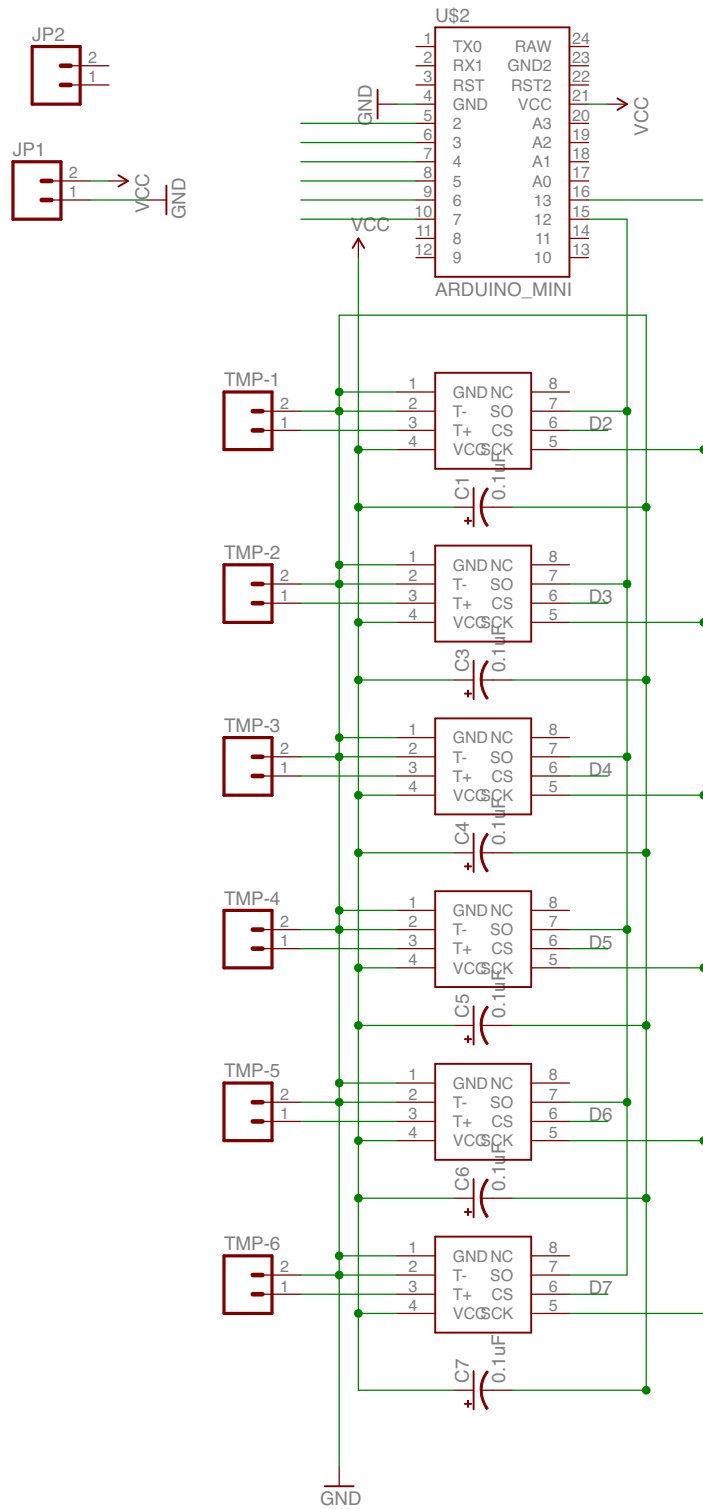 U$2
JP2
2
1
JP1
2
1
VCC
GND
1 TX0 RAW 24
2 RX1 GND2 23
3 RST RST2 22
GND 4 GND VCC 21 VCC
5 2 A3 20
6 3 A2 19
7 4 A1 18
8 5 A0 17
9 6 13 16
10 7 12 15
11 8 11 14
12 9 10 13
VCC
ARDUINO_MINI
TMP-1
1 GND NC 8
2 2 T- SO 7
1 3 T+ CS 6 D2
4 VCC SCK 5
C1 0.1uF
TMP-2
1 GND NC 8
2 2 T- SO 7
1 3 T+ CS 6 D3
4 VCC SCK 5
C3 0.1uF
TMP-3
1 GND NC 8
2 2 T- SO 7
1 3 T+ CS 6 D4
4 VCC SCK 5
C4 0.1uF
TMP-4
1 GND NC 8
2 2 T- SO 7
1 3 T+ CS 6 D5
4 VCC SCK 5
C5 0.1uF
TMP-5
1 GND NC 8
2 2 T- SO 7
1 3 T+ CS 6 D6
4 VCC SCK 5
C6 0.1uF
TMP-6
1 GND NC 8
2 2 T- SO 7
1 3 T+ CS 6 D7
4 VCC SCK 5
C7 0.1uF
GND